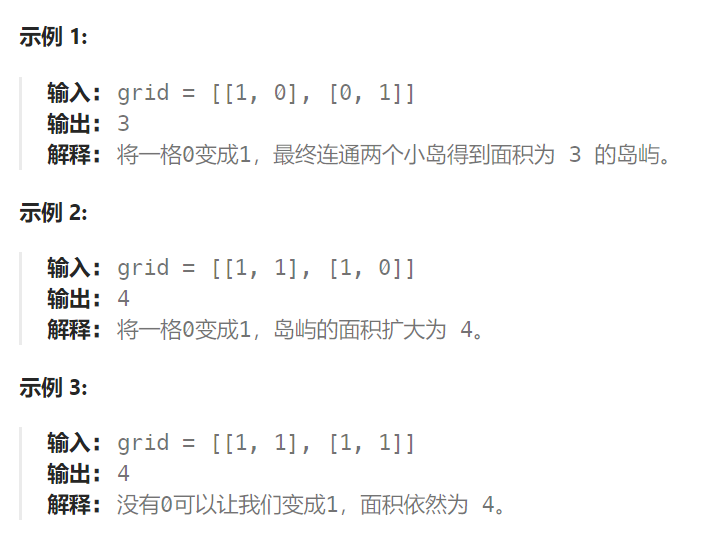 示例 1:
输入: grid = [[1, 0], [0, 1]]
输出: 3
解释: 将一格0变成1，最终连通两个小岛得到面积为 3 的岛屿。
示例 2:
输入: grid = [[1, 1], [1, 0]]
输出: 4
解释: 将一格0变成1，岛屿的面积扩大为 4。
示例 3:
输入: grid = [[1, 1], [1, 1]]
输出: 4
解释: 没有0可以让我们变成1，面积依然为 4。